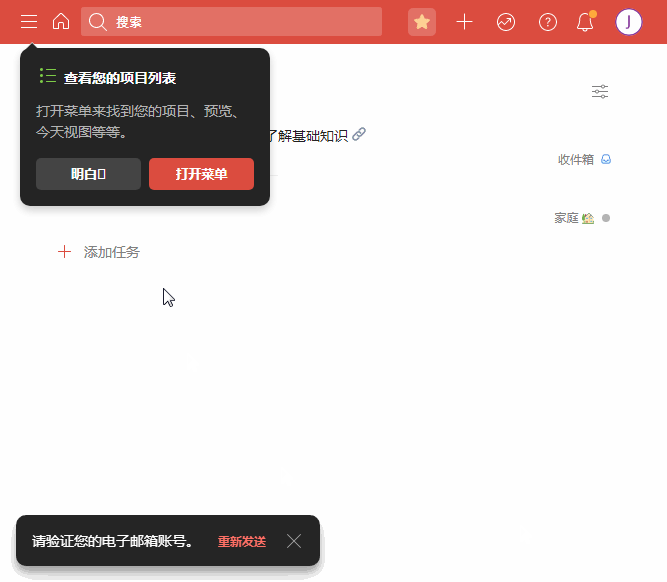 搜索
J
查看您的项目列表
打开菜单来找到您的项目、预览、
今天视图等等。
明白
打开菜单
了解基础知识
收件箱
家庭
添加任务
请验证您的电子邮箱账号。 重新发送